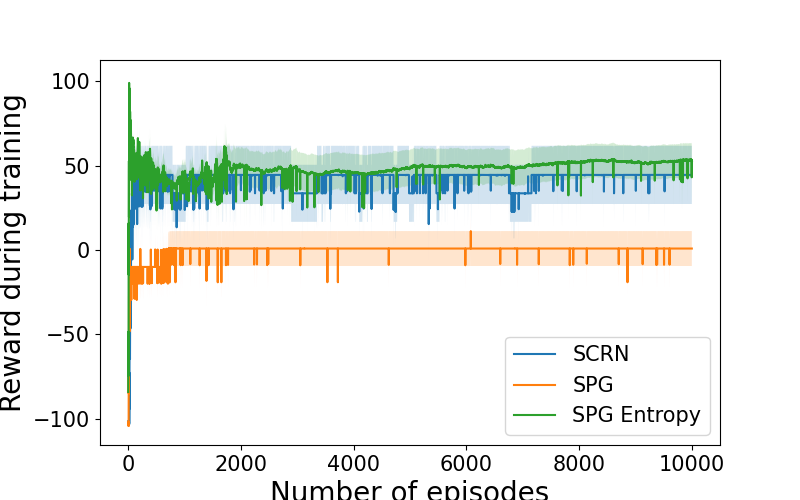 100
50
0
−50
−100
Reward during training
0
2000
4000
6000
8000
10000
Number of episodes
SCRN
SPG
SPG Entropy